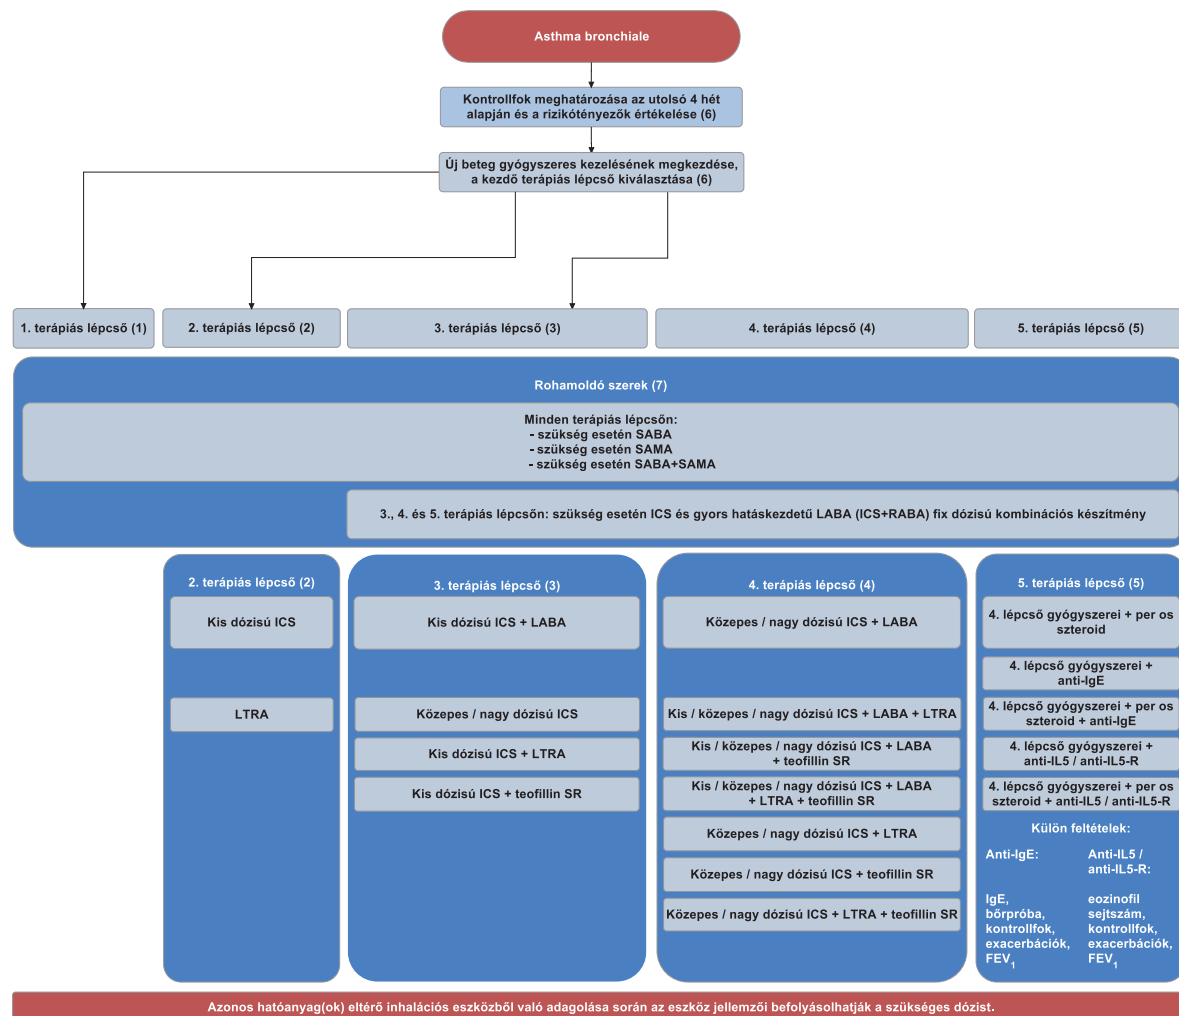 Asthma bronchiale
Kontrollfok meghatározása az utolsó 4 hét
alapján és a rizikótényezők értékelése (6)
Új beteg gyógyszeres kezelésének megkezdése,
a kezdő terápiás lépcső kiválasztása (6)
1. terápiás lépcső (1)
2. terápiás lépcső (2)
3. terápiás lépcső (3)
4. terápiás lépcső (4)
5. terápiás lépcső (5)
Rohamoldó szerek (7)
Minden terápiás lépcsőn:
- szükség esetén SABA
- szükség esetén SAMA
- szükség esetén SABA+SAMA
3., 4. és 5. terápiás lépcsőn: szükség esetén ICS és gyors hatáskezdetű LABA (ICS+RABA) fix dózisú kombinációs készítmény
2. terápiás lépcső (2)
Kis dózisú ICS
LTRA
3. terápiás lépcső (3)
Kis dózisú ICS + LABA
Közepes / nagy dózisú ICS
Kis dózisú ICS + LTRA
Kis dózisú ICS + teofillin SR
4. terápiás lépcső (4)
Közepes / nagy dózisú ICS + LABA
Kis / közepes / nagy dózisú ICS + LABA + LTRA
Kis / közepes / nagy dózisú ICS + LABA
+ teofillin SR
Kis / közepes / nagy dózisú ICS + LABA
+ LTRA + teofillin SR
Közepes / nagy dózisú ICS + LTRA
Közepes / nagy dózisú ICS + teofillin SR
Közepes / nagy dózisú ICS + LTRA + teofillin SR
5. terápiás lépcső (5)
4. lépcső gyógyszerei + per os
szteroid
4. lépcső gyógyszerei +
anti-IgE
4. lépcső gyógyszerei + per os
szteroid + anti-IgE
4. lépcső gyógyszerei +
anti-IL5 / anti-IL5-R
4. lépcső gyógyszerei + per os
szteroid + anti-IL5 / anti-IL5-R
Külön feltételek:
Anti-IgE:
IgE,
bőrpróba,
kontrollfok,
exacerbációk,
FEV₁
Anti-IL5 /
anti-IL5-R:
eozinofil
sejtszám,
kontrollfok,
exacerbációk,
FEV₁
Azonos hatóanyag(ok) eltérő inhalációs eszközből való adagolása során az eszköz jellemzői befolyásolhatják a szükséges dózist.